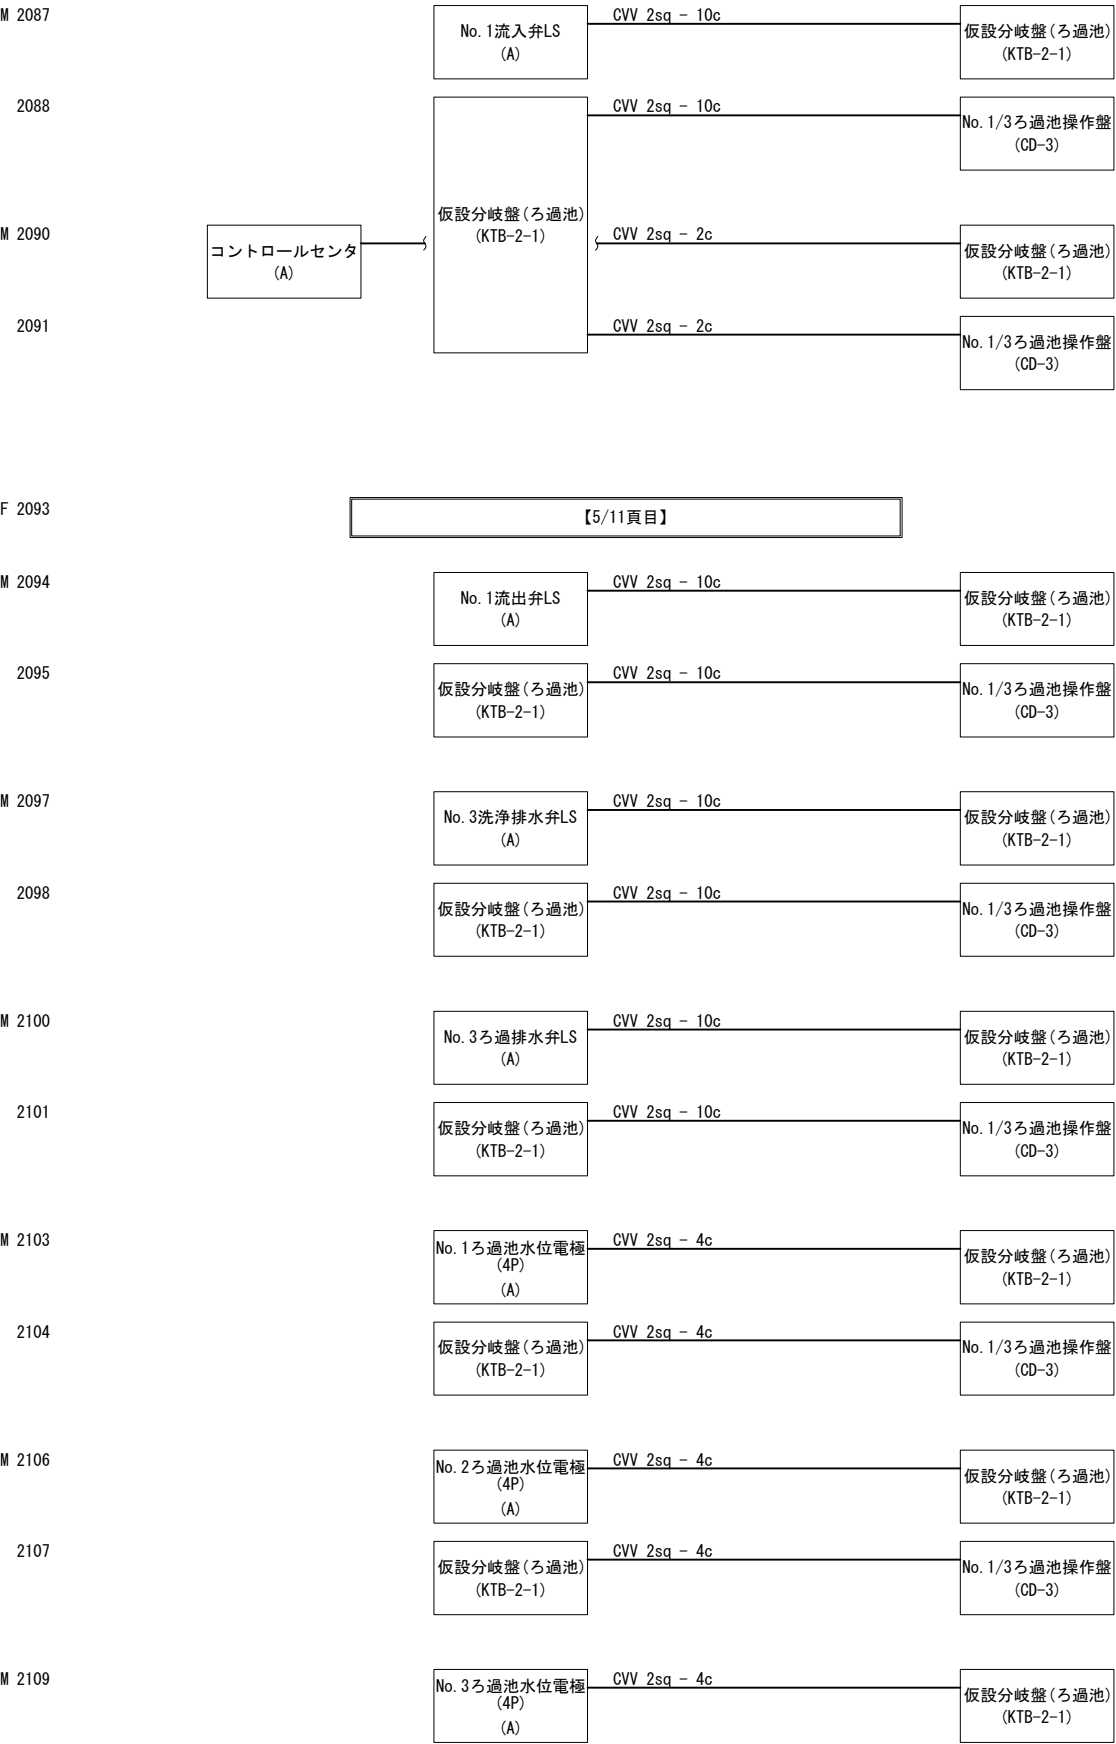 M 2087
No.1流入弁LS
(A)
CVV 2sq - 10c
仮設分岐盤(ろ過池)
(KTB-2-1)
2088
CVV 2sq - 10c
No.1/3ろ過池操作盤
(CD-3)
仮設分岐盤(ろ過池)
(KTB-2-1)
M 2090
コントロールセンタ
(A)
CVV 2sq - 2c
仮設分岐盤(ろ過池)
(KTB-2-1)
2091
CVV 2sq - 2c
No.1/3ろ過池操作盤
(CD-3)
F 2093
【5/11頁目】
M 2094
No.1流出弁LS
(A)
CVV 2sq - 10c
仮設分岐盤(ろ過池)
(KTB-2-1)
2095
仮設分岐盤(ろ過池)
(KTB-2-1)
CVV 2sq - 10c
No.1/3ろ過池操作盤
(CD-3)
M 2097
No.3洗浄排水弁LS
(A)
CVV 2sq - 10c
仮設分岐盤(ろ過池)
(KTB-2-1)
2098
仮設分岐盤(ろ過池)
(KTB-2-1)
CVV 2sq - 10c
No.1/3ろ過池操作盤
(CD-3)
M 2100
No.3ろ過排水弁LS
(A)
CVV 2sq - 10c
仮設分岐盤(ろ過池)
(KTB-2-1)
2101
仮設分岐盤(ろ過池)
(KTB-2-1)
CVV 2sq - 10c
No.1/3ろ過池操作盤
(CD-3)
M 2103
No.1ろ過池水位電極
(4P)
(A)
CVV 2sq - 4c
仮設分岐盤(ろ過池)
(KTB-2-1)
2104
仮設分岐盤(ろ過池)
(KTB-2-1)
CVV 2sq - 4c
No.1/3ろ過池操作盤
(CD-3)
M 2106
No.2ろ過池水位電極
(4P)
(A)
CVV 2sq - 4c
仮設分岐盤(ろ過池)
(KTB-2-1)
2107
仮設分岐盤(ろ過池)
(KTB-2-1)
CVV 2sq - 4c
No.1/3ろ過池操作盤
(CD-3)
M 2109
No.3ろ過池水位電極
(4P)
(A)
CVV 2sq - 4c
仮設分岐盤(ろ過池)
(KTB-2-1)